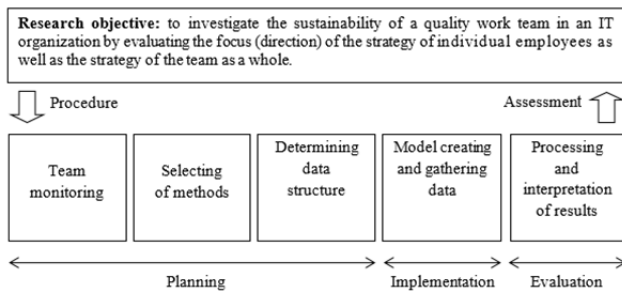 Research objective: to investigate the sustainability of a quality work team in an IT
organization by evaluating the focus (direction) of the strategy of individual employees as
well as the strategy of the team as a whole.
Procedure
Assessment
Team
monitoring
Selecting
of methods
Determining
data
structure
Model creating
and gathering
data
Processing
and
interpretation
of results
Planning
Implementation
Evaluation